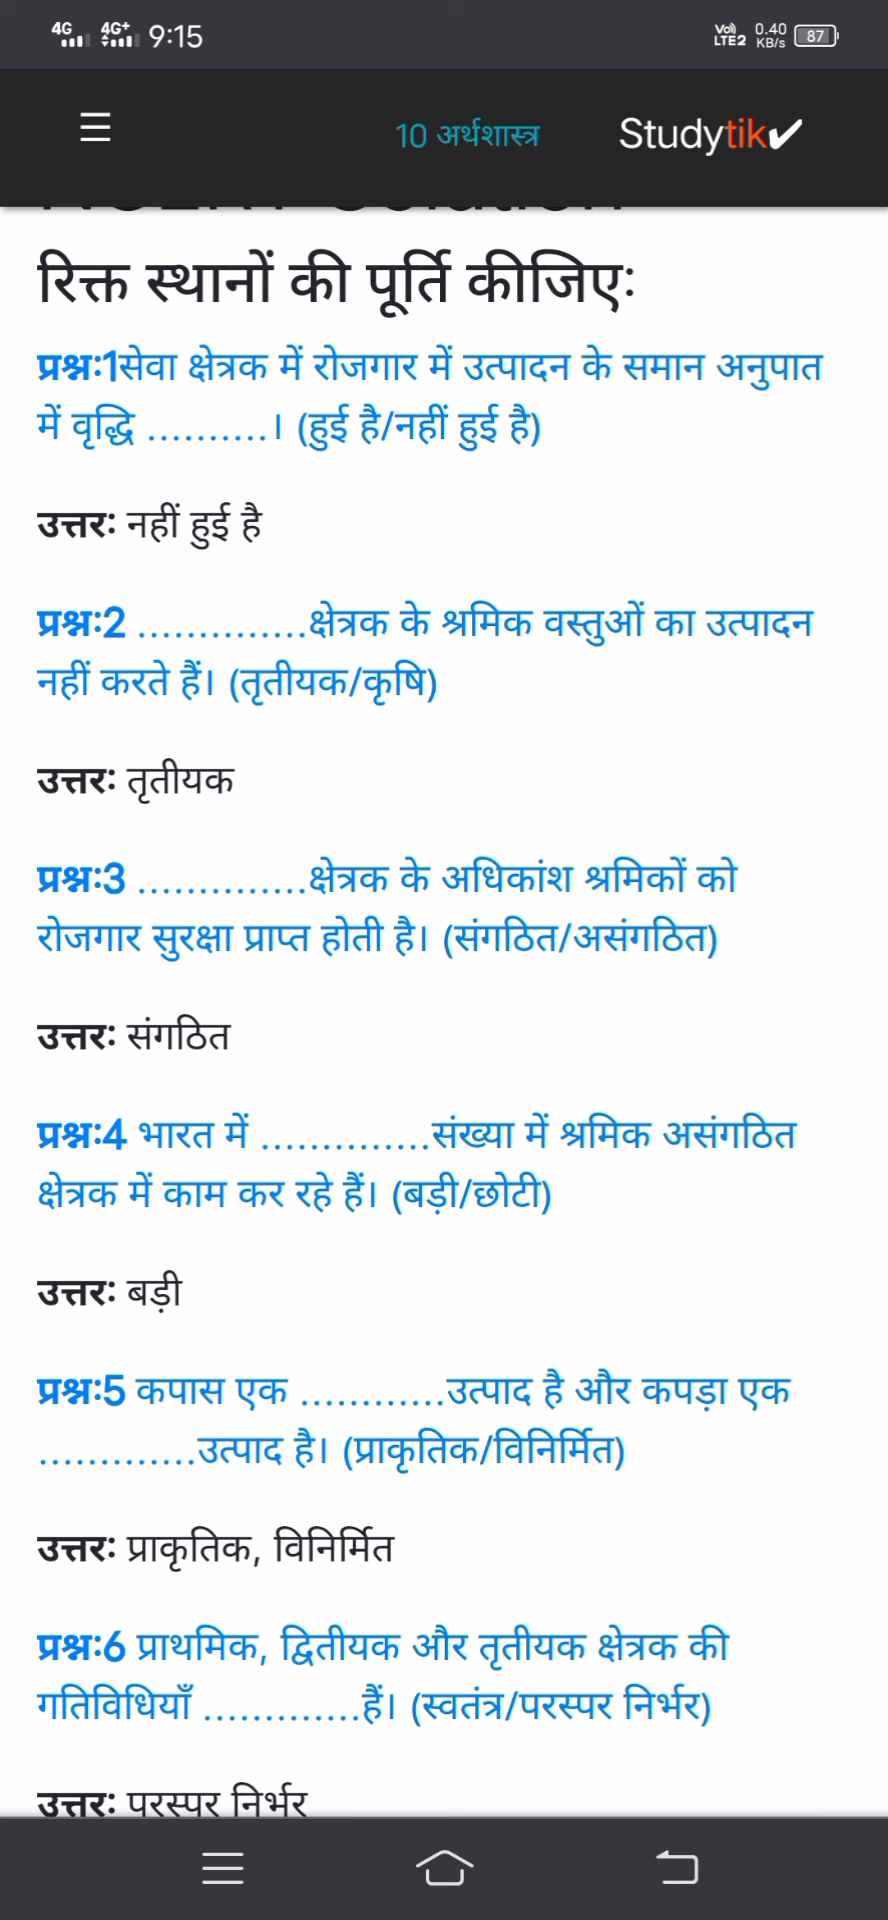 4G 4G+ 9:15 Vo) LTE2 0.40 KB/s 87
10 अर्थशास्त्र Studytik✔
रिक्त स्थानों की पूर्ति कीजिए:
प्रश्न:1सेवा क्षेत्रक में रोजगार में उत्पादन के समान अनुपात
में वृद्धि ..........। (हुई है/नहीं हुई है)
उत्तर: नहीं हुई है
प्रश्न:2 ..............क्षेत्रक के श्रमिक वस्तुओं का उत्पादन
नहीं करते हैं। (तृतीयक/कृषि)
उत्तर: तृतीयक
प्रश्न:3 ..............क्षेत्रक के अधिकांश श्रमिकों को
रोजगार सुरक्षा प्राप्त होती है। (संगठित/असंगठित)
उत्तर: संगठित
प्रश्न:4 भारत में ..............संख्या में श्रमिक असंगठित
क्षेत्रक में काम कर रहे हैं। (बड़ी/छोटी)
उत्तर: बड़ी
प्रश्न:5 कपास एक ............उत्पाद है और कपड़ा एक
.............उत्पाद है। (प्राकृतिक/विनिर्मित)
उत्तर: प्राकृतिक, विनिर्मित
प्रश्न:6 प्राथमिक, द्वितीयक और तृतीयक क्षेत्रक की
गतिविधियाँ .............हैं। (स्वतंत्र/परस्पर निर्भर)
उत्तर: परस्पर निर्भर